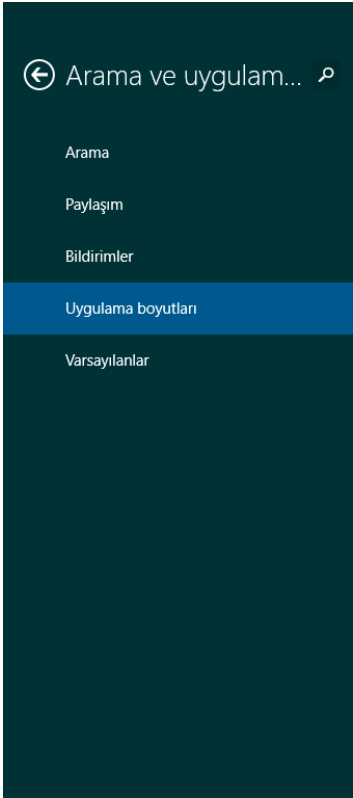 Arama ve uygulam...
Arama
Paylaşım
Bildirimler
Uygulama boyutları
Varsayılanlar